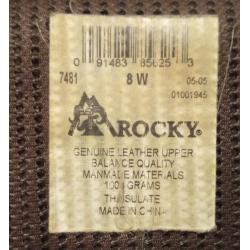 0 91483 85625 3
7481 8 W 05-05
01001945
ROCKY®
GENUINE LEATHER UPPER
BALANCE QUALITY
MANMADE MATERIALS
1000 GRAMS
THINSULATE
MADE IN CHINA